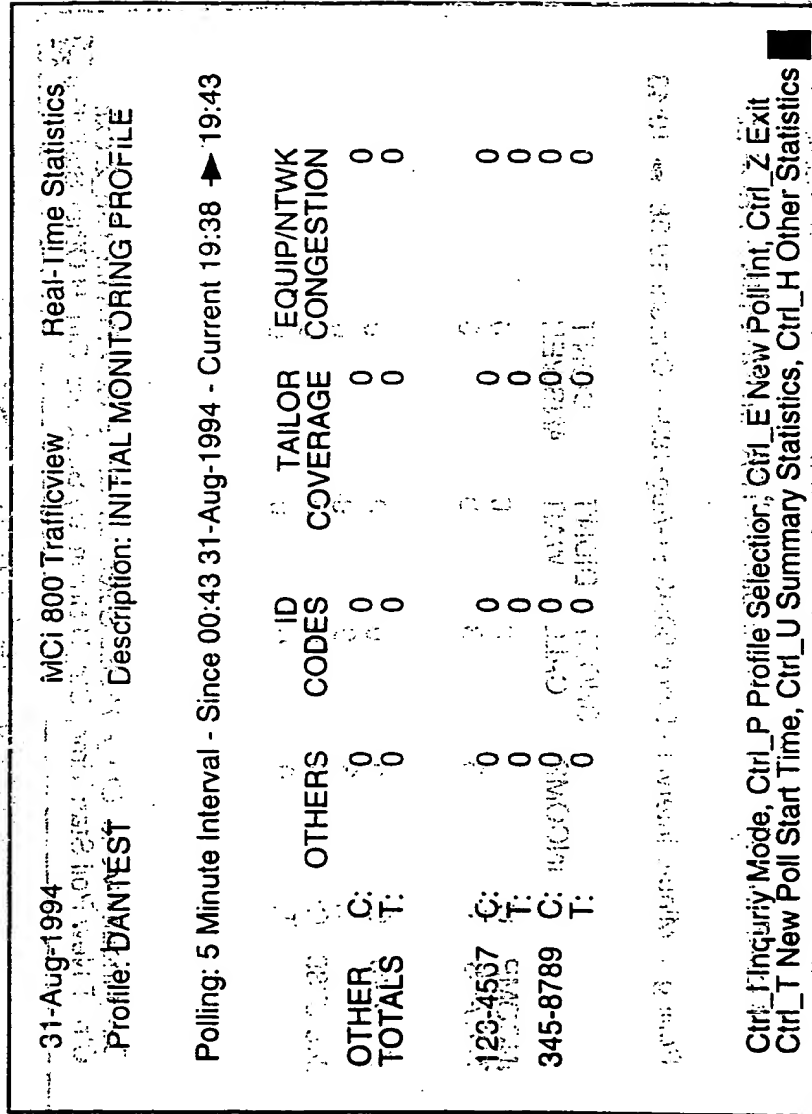 31-Aug-1994 MCi 800 Trafficview Real-Time Statistics
Profile: DANTEST Description: INITIAL MONITORING PROFILE
Polling: 5 Minute Interval - Since 00:43 31-Aug-1994 - Current 19:38 → 19:43
OTHERS ID CODES TAILOR COVERAGE EQUIP/NTWK CONGESTION
OTHER TOTALS C: 0 0 0 0
T: 0 0 0 0
123-4567 C: 0 0 0 0
T: 0 0 0 0
345-8789 C: 0 0 0 0
T: 0 0 0 0
Ctrl_I Inquriy Mode, Ctrl_P Profile Selection, Ctrl_E New Poll Int, Ctrl_Z Exit
Ctrl_T New Poll Start Time, Ctrl_U Summary Statistics, Ctrl_H Other Statistics